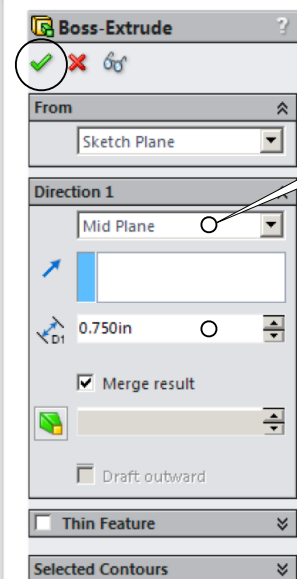 Boss-Extrude ?
From
Sketch Plane
Direction 1
Mid Plane
D1 0.750in
Merge result
Draft outward
Thin Feature
Selected Contours